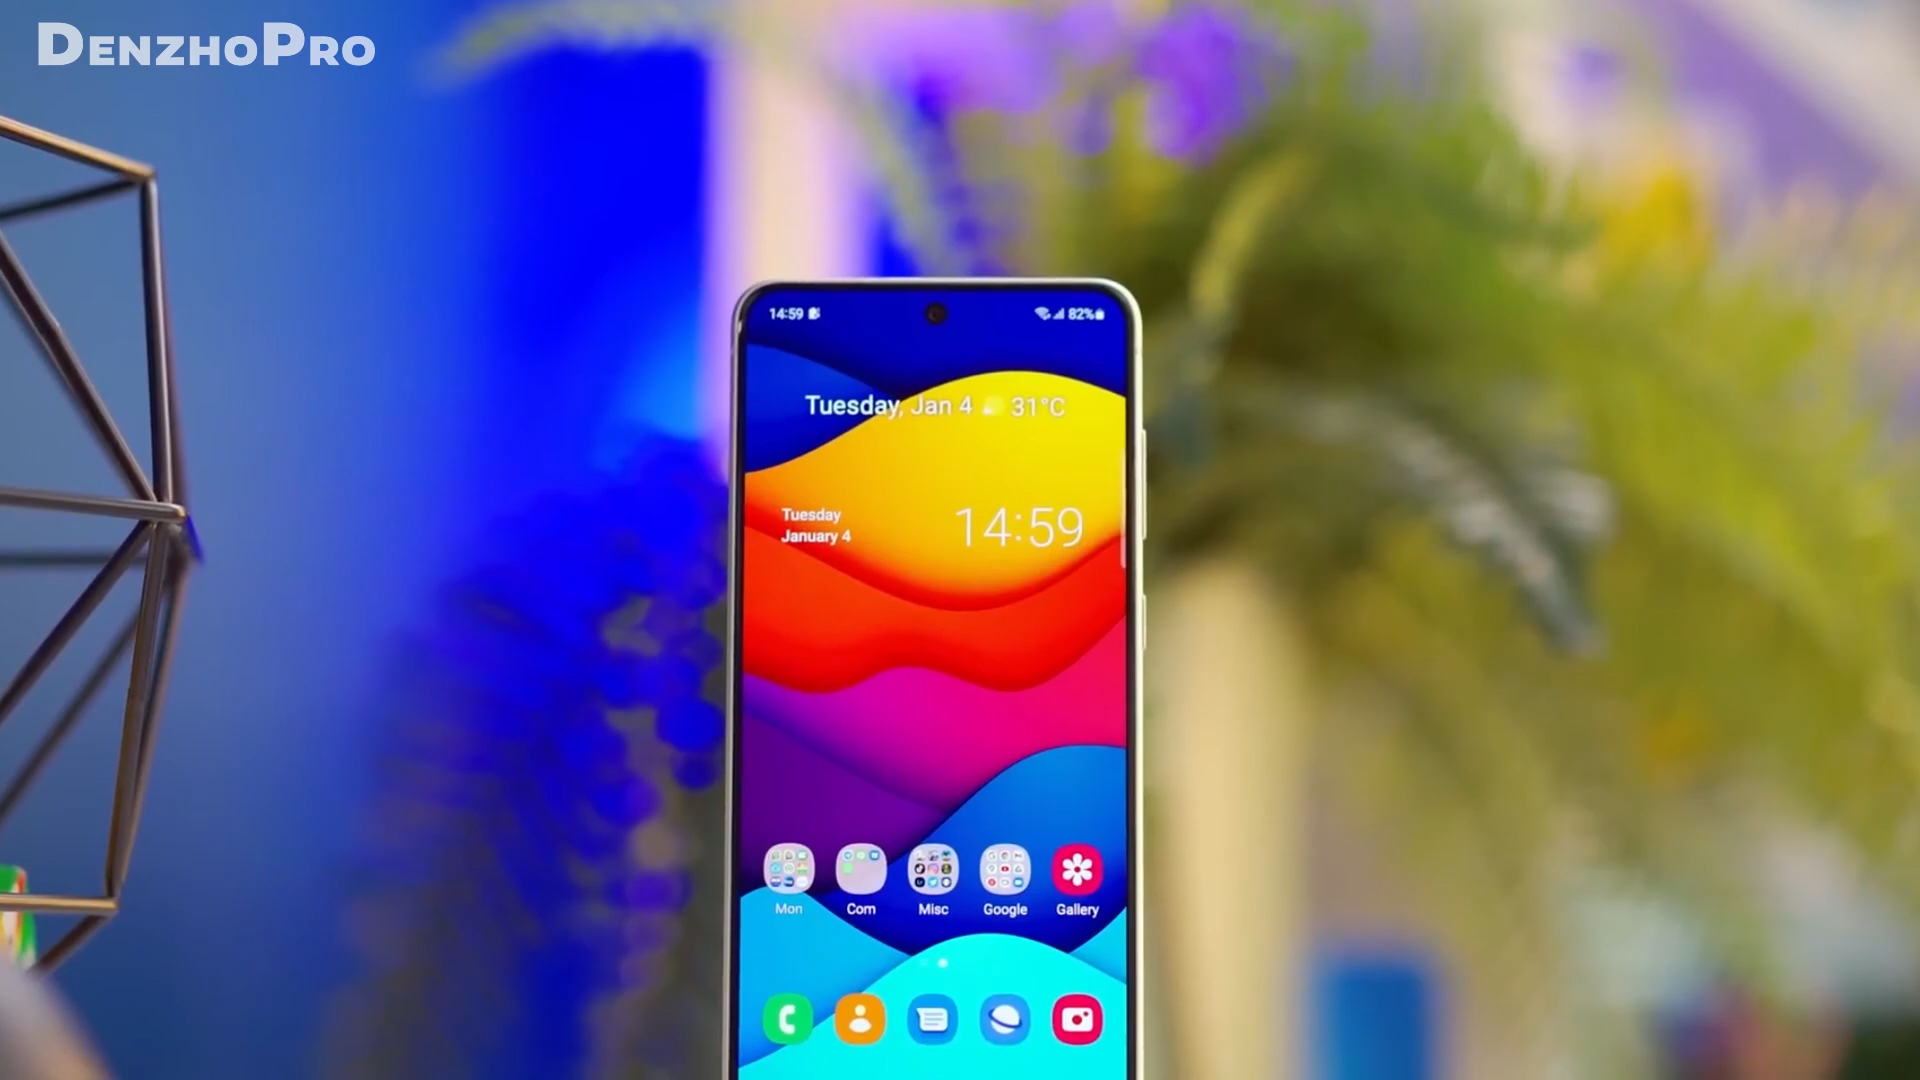 DENZHOPRO
14:59
82%
Tuesday, Jan 4
31°C
Tuesday
January 4
14:59
Mon
Com
Misc
Google
Gallery